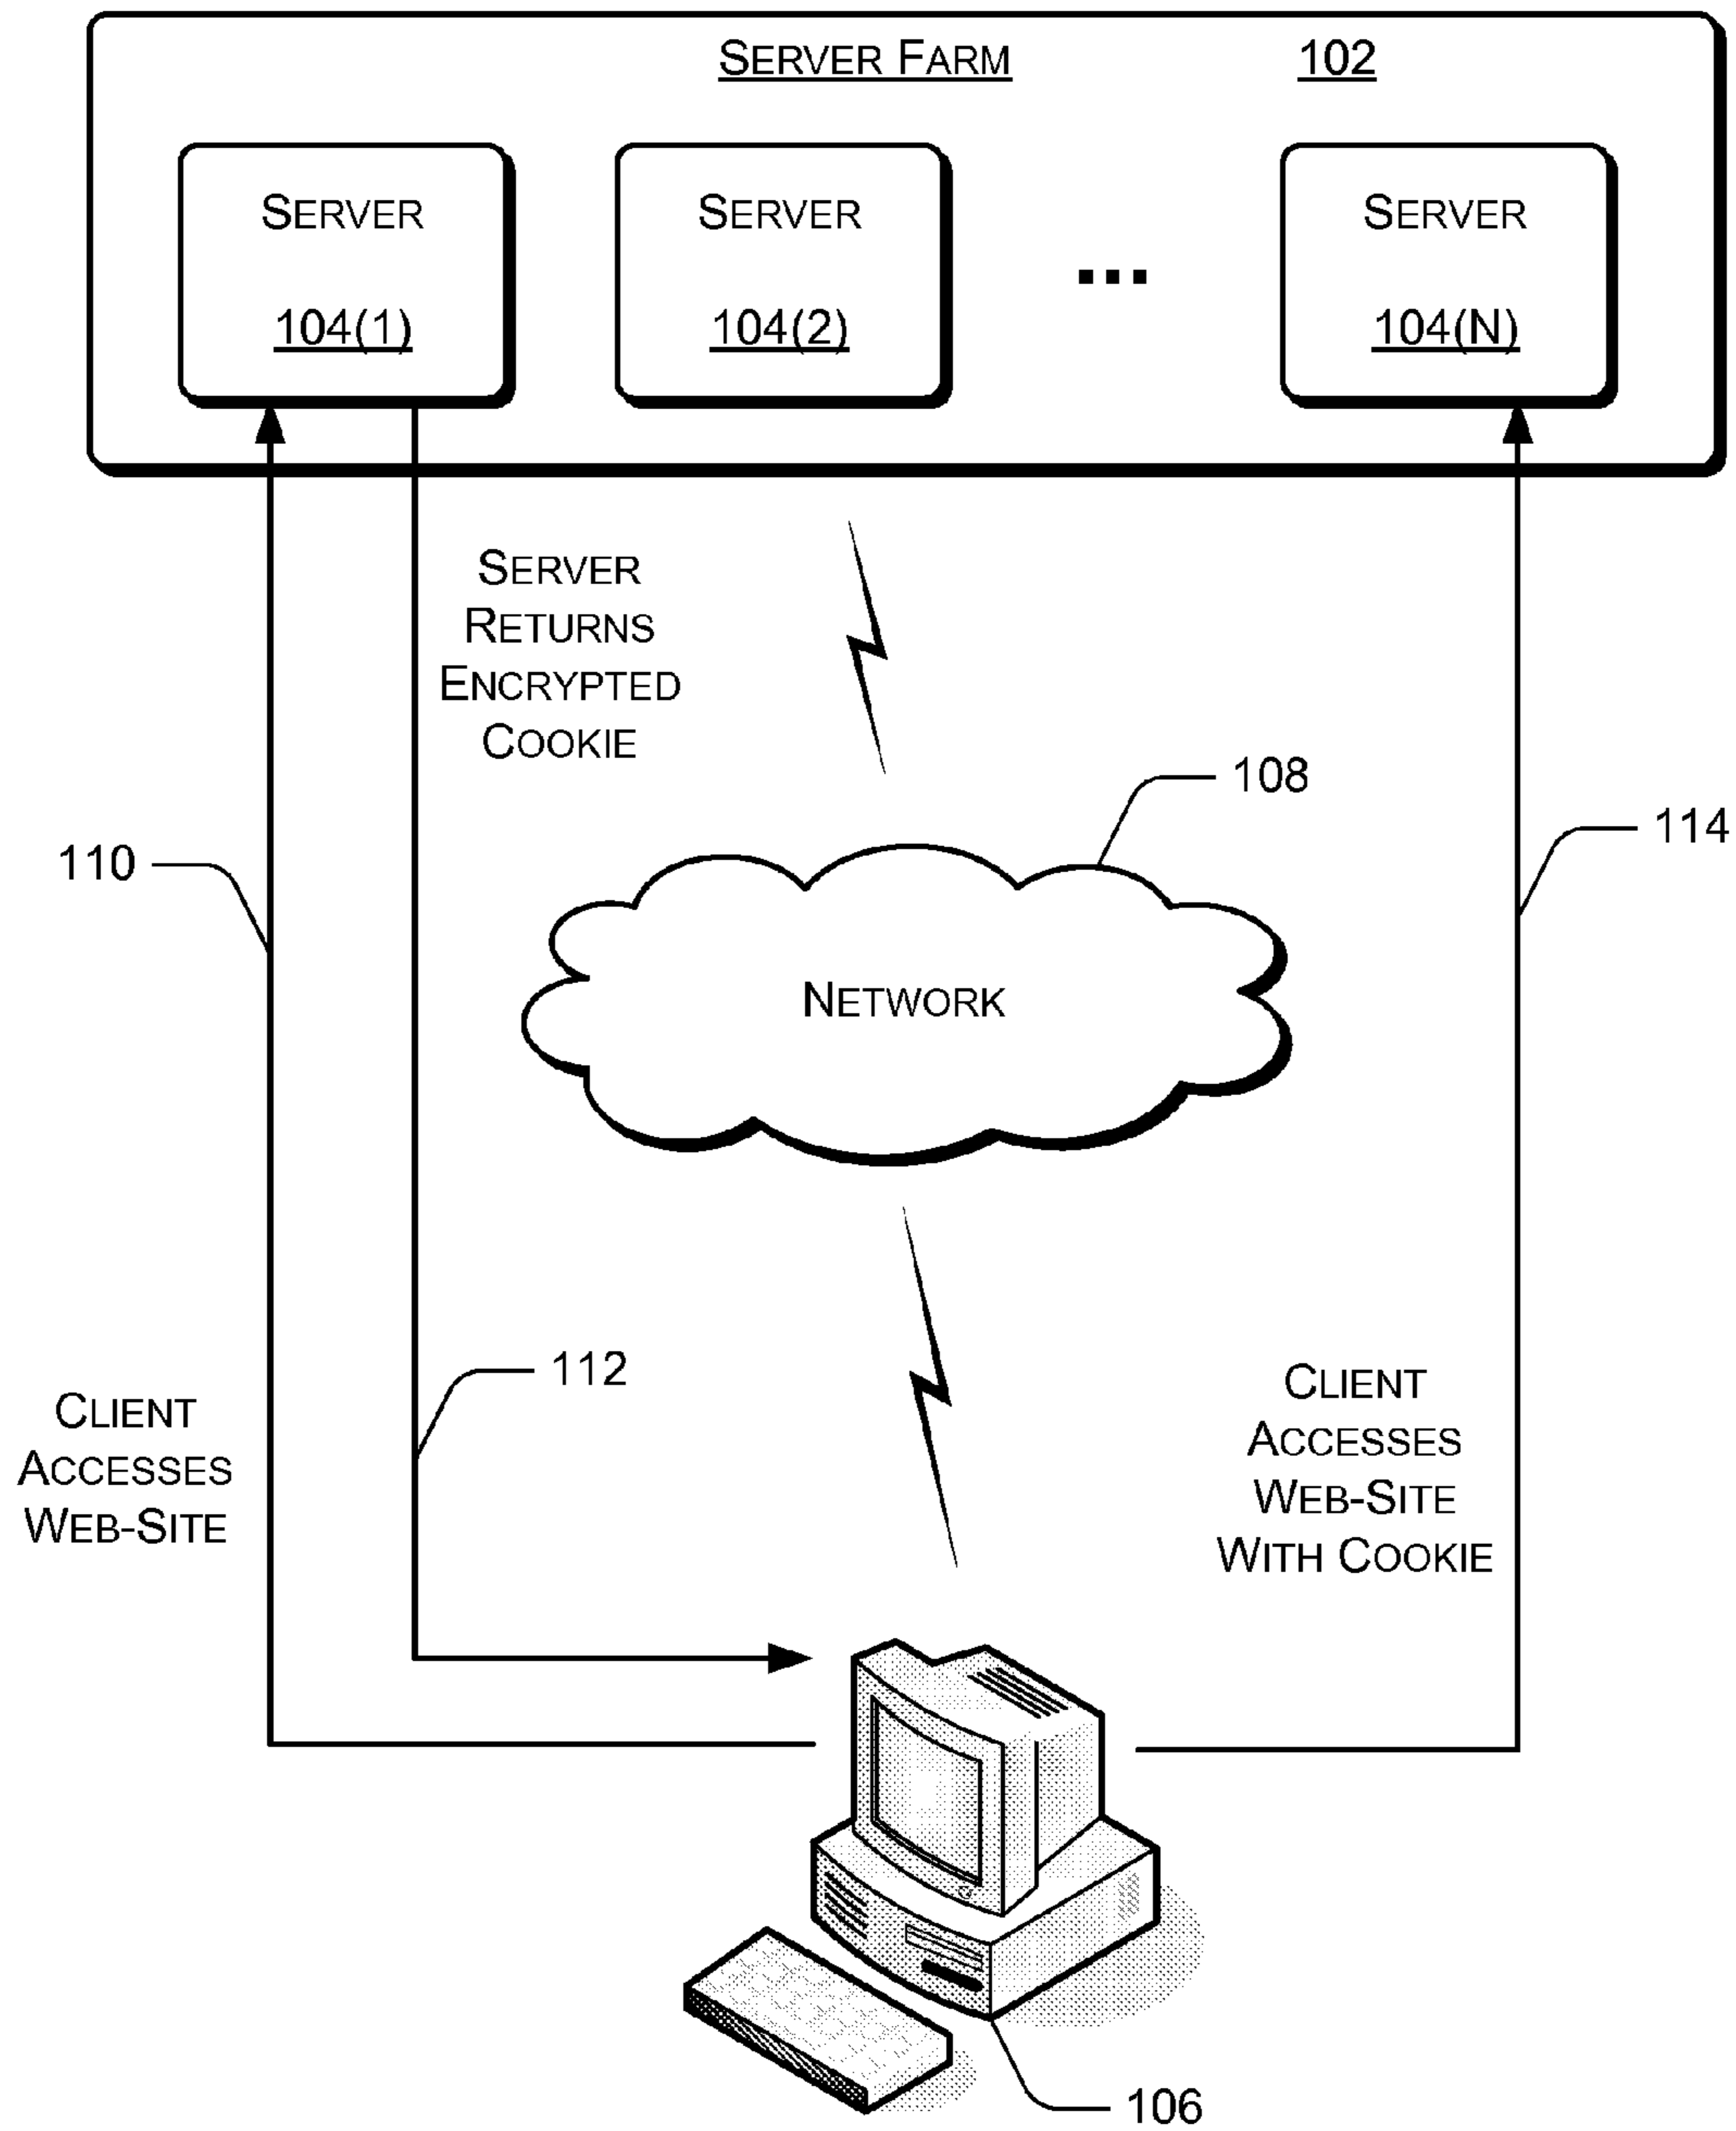 SERVER FARM 102
SERVER SERVER SERVER
104(1) 104(2) ... 104(N)
SERVER
RETURNS
ENCRYPTED
COOKIE
108
114
110
NETWORK
112
CLIENT
ACCESSES
WEB-SITE
CLIENT
ACCESSES
WEB-SITE
WITH COOKIE
106